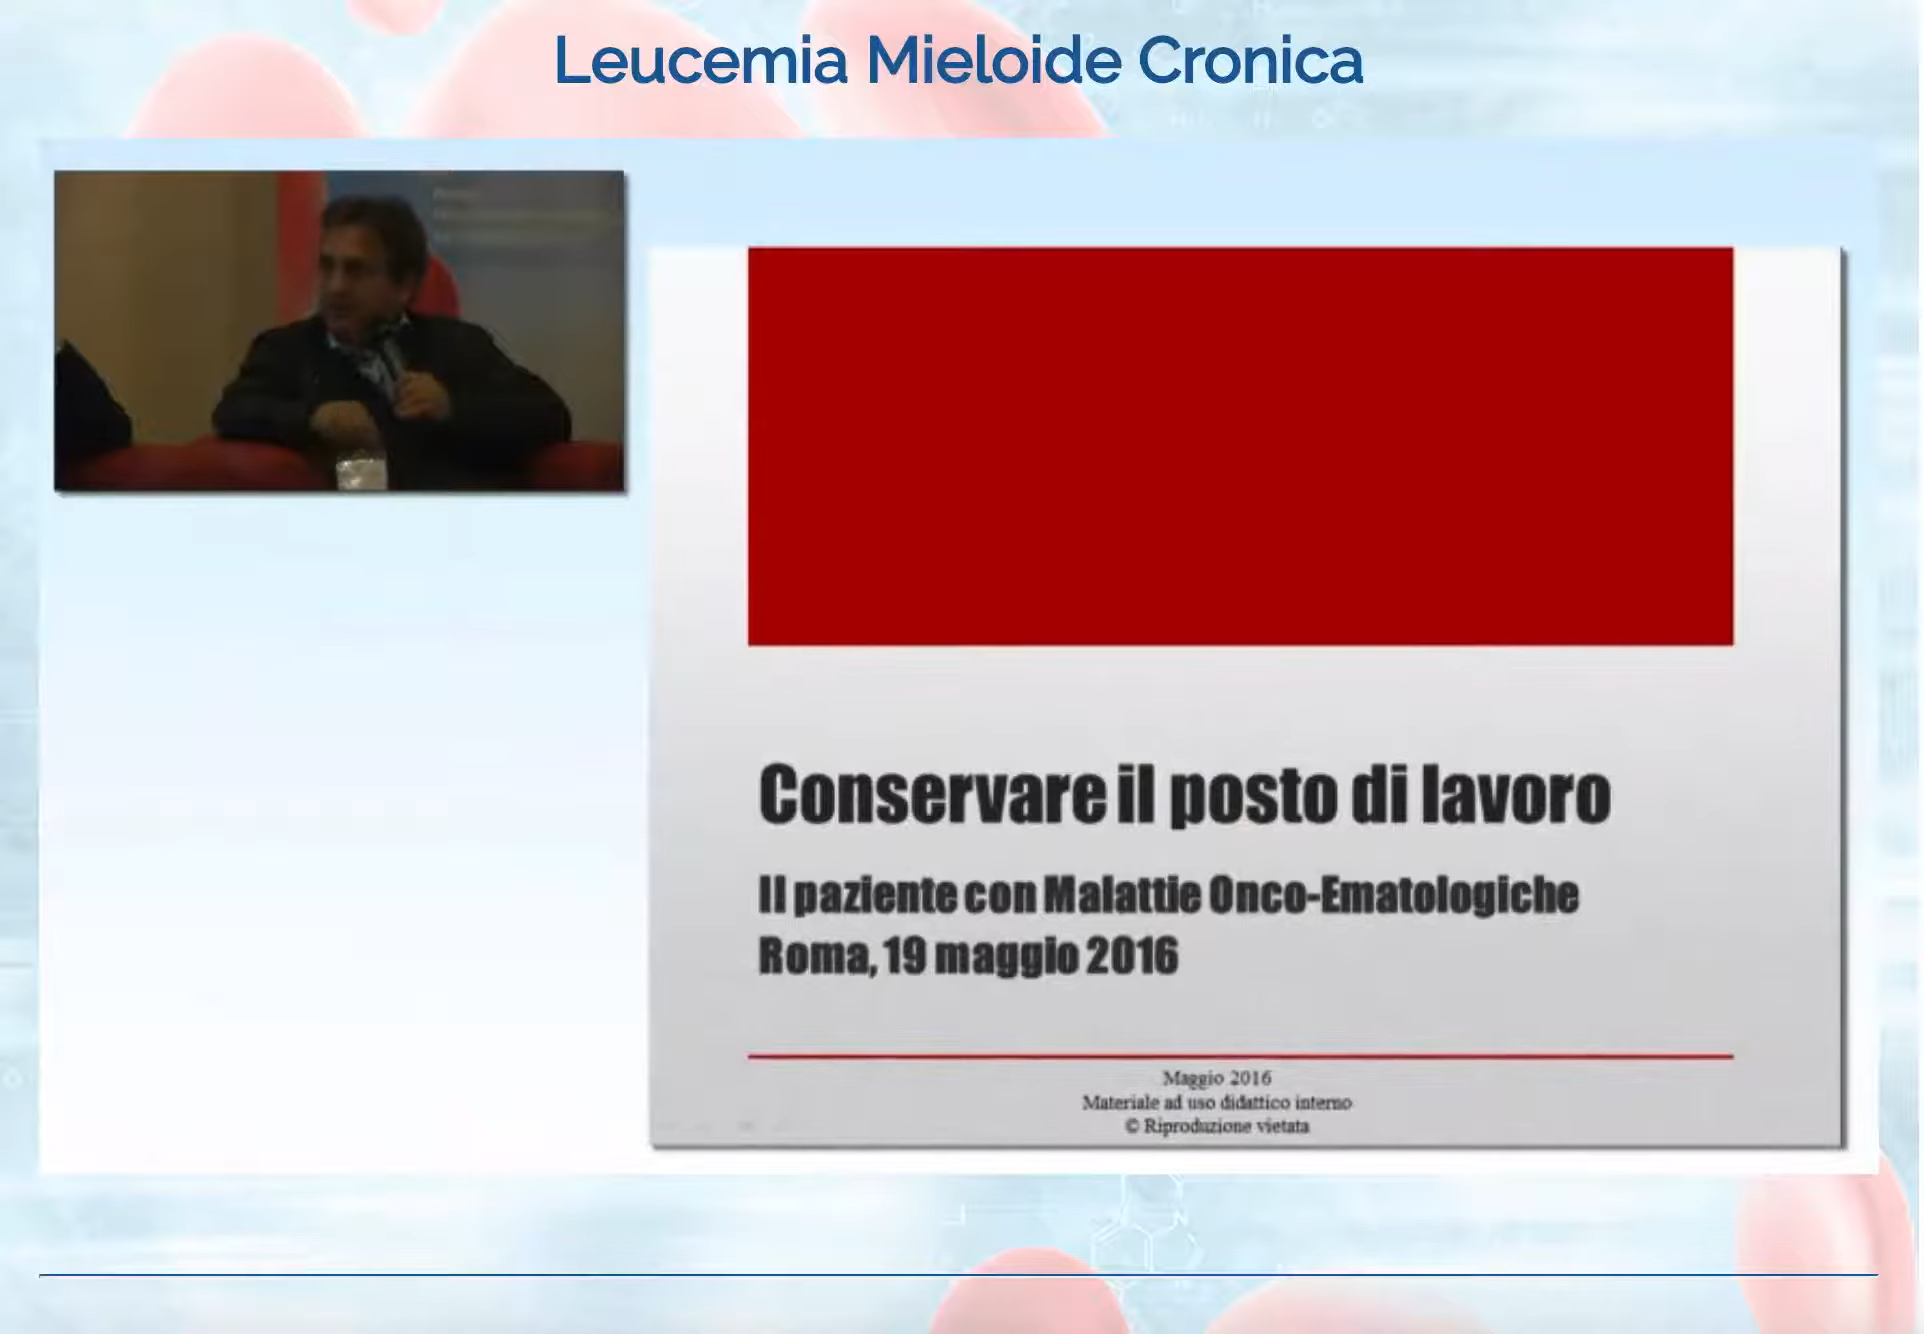 Leucemia Mieloide Cronica
Conservare il posto di lavoro
Il paziente con Malattie Onco-Ematologiche
Roma, 19 maggio 2016
Maggio 2016
Materiale ad uso didattico interno
© Riproduzione vietata